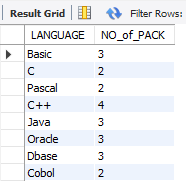 Result Grid Filter Rows:
LANGUAGE NO_of_PACK
Basic 3
C 2
Pascal 2
C++ 4
Java 3
Oracle 3
Dbase 3
Cobol 2